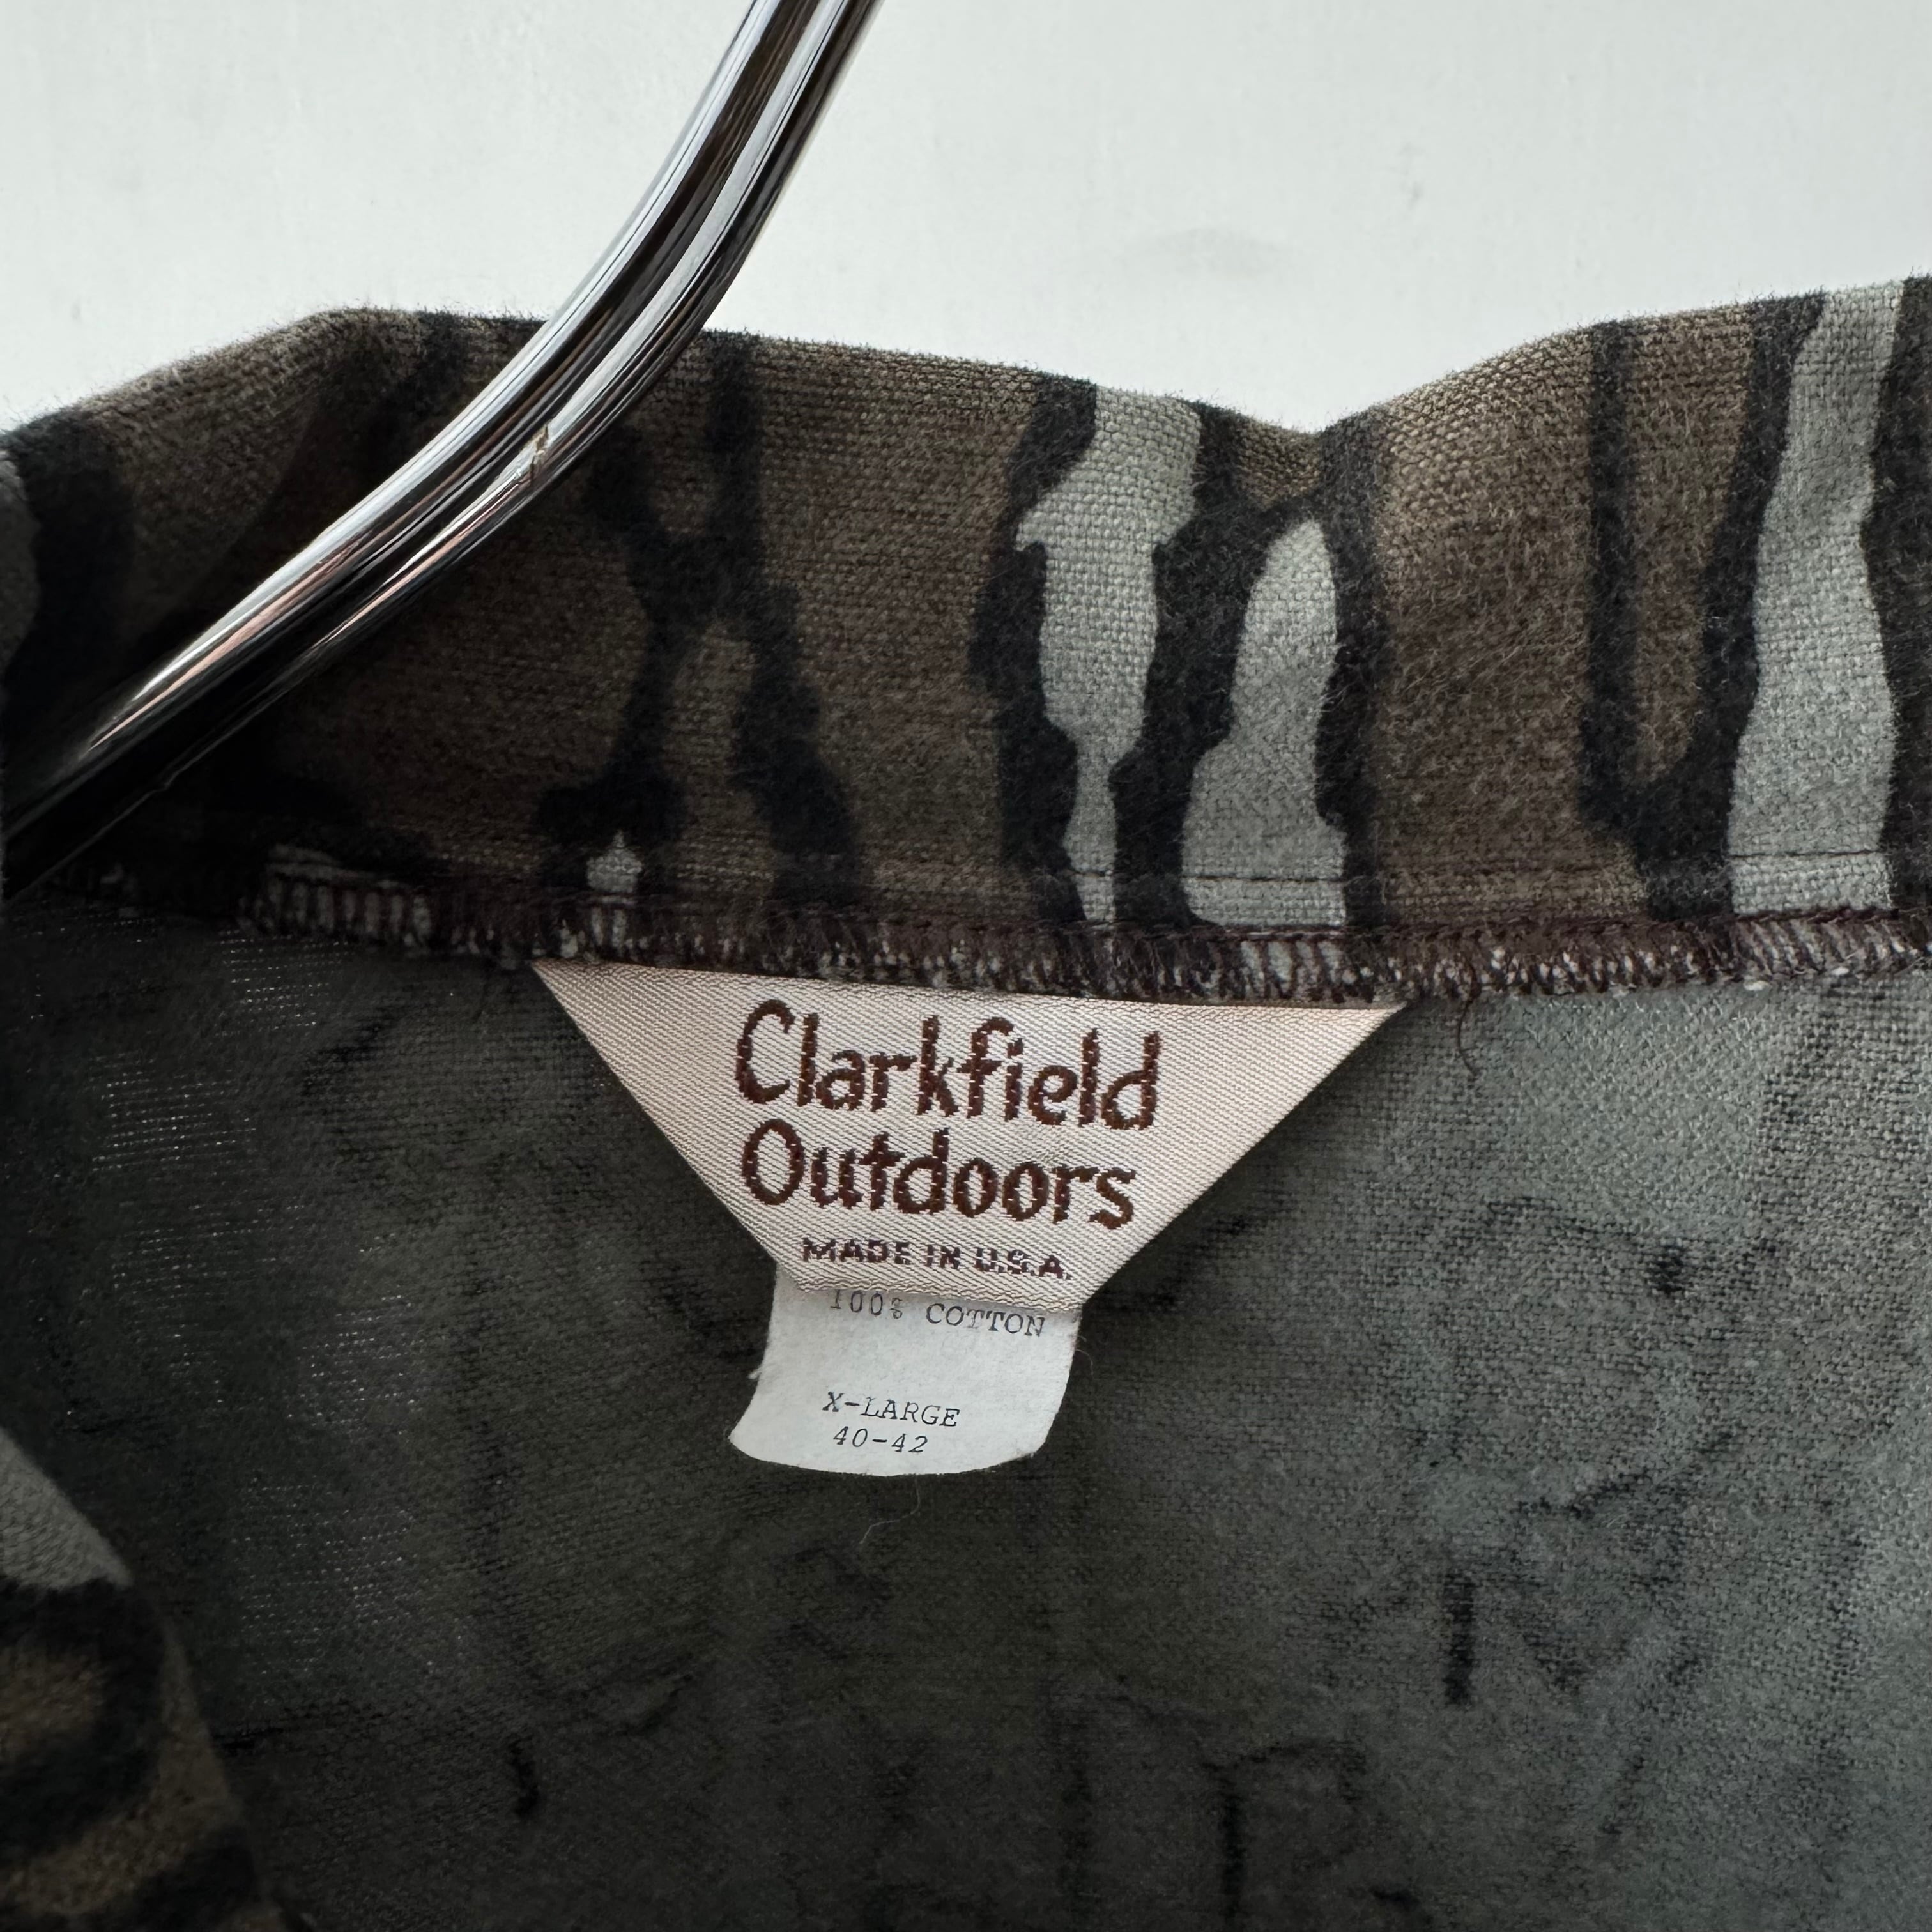 Clarkfield
Outdoors
MADE IN U.S.A.
100% COTTON
X-LARGE
40-42